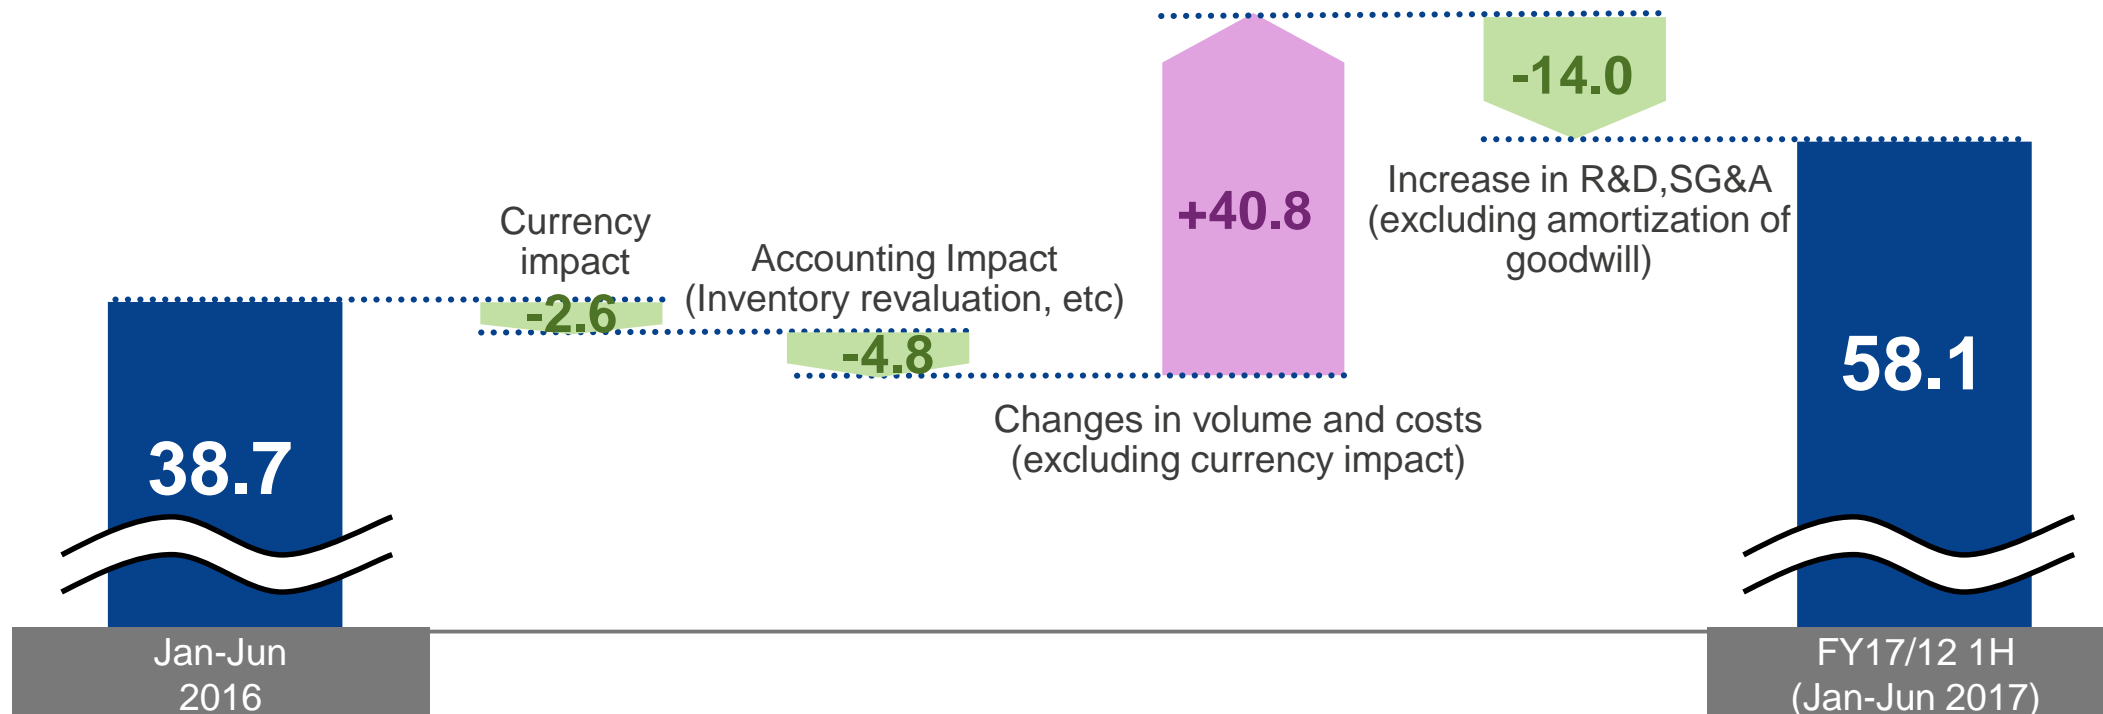 38.7
Jan-Jun
2016
Currency
impact
-2.6
Accounting Impact
(Inventory revaluation, etc)
-4.8
+40.8
Changes in volume and costs
(excluding currency impact)
-14.0
Increase in R&D,SG&A
(excluding amortization of
goodwill)
58.1
FY17/12 1H
(Jan-Jun 2017)